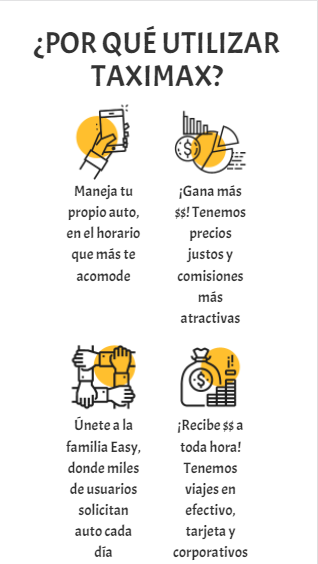 ¿POR QUÉ UTILIZAR
TAXIMAX?
Maneja tu
propio auto,
en el horario
que más te
acomode
¡Gana más
$$! Tenemos
precios
justos y
comisiones
más
atractivas
Únete a la
familia Easy,
donde miles
de usuarios
solicitan
auto cada
día
¡Recibe $$ a
toda hora!
Tenemos
viajes en
efectivo,
tarjeta y
corporativos